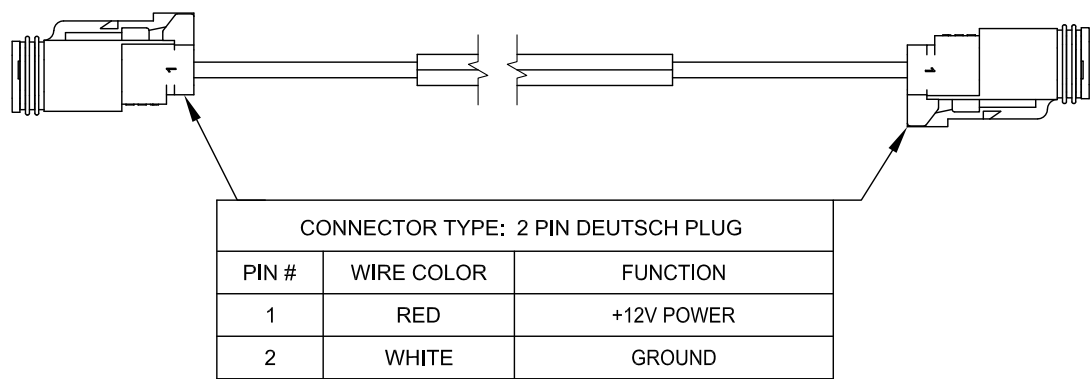 1
1
CONNECTOR TYPE: 2 PIN DEUTSCH PLUG
PIN # WIRE COLOR FUNCTION
1 RED +12V POWER
2 WHITE GROUND